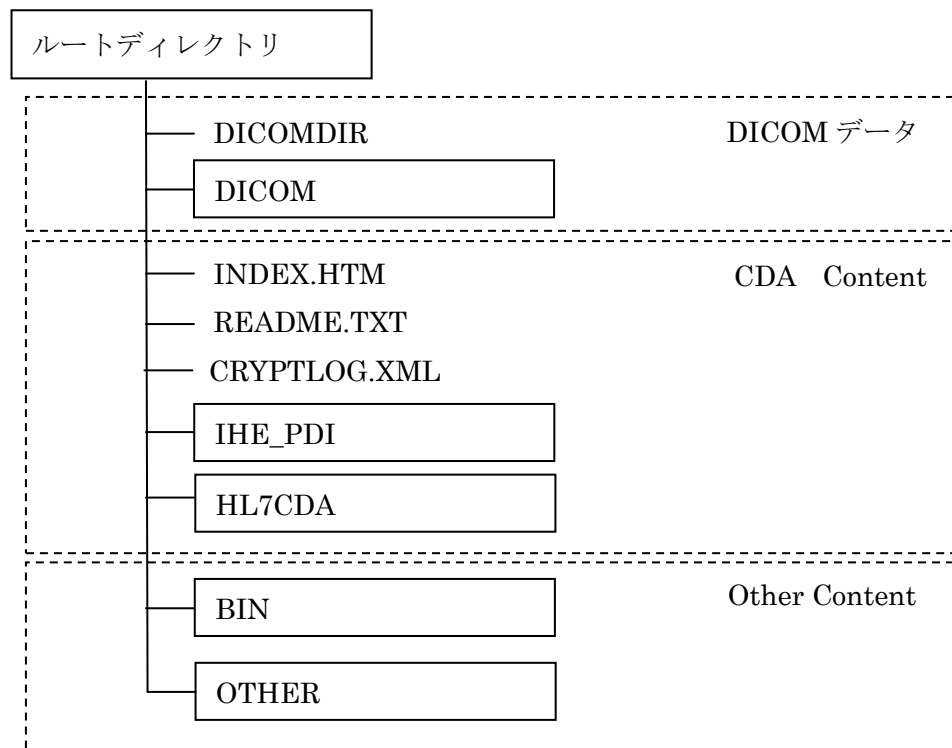 ルートディレクトリ
DICOMDIR
DICOM データ
DICOM
INDEX.HTM
CDA Content
README.TXT
CRYPTLOG.XML
IHE_PDI
HL7CDA
BIN
Other Content
OTHER